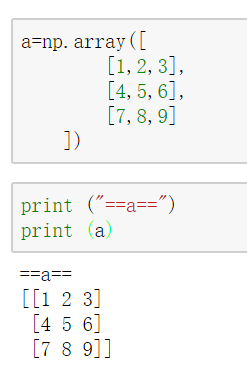 a=np.array([
        [1,2,3],
        [4,5,6],
        [7,8,9]
    ])
print ("==a==")
print (a)
==a==
[[1 2 3]
 [4 5 6]
 [7 8 9]]